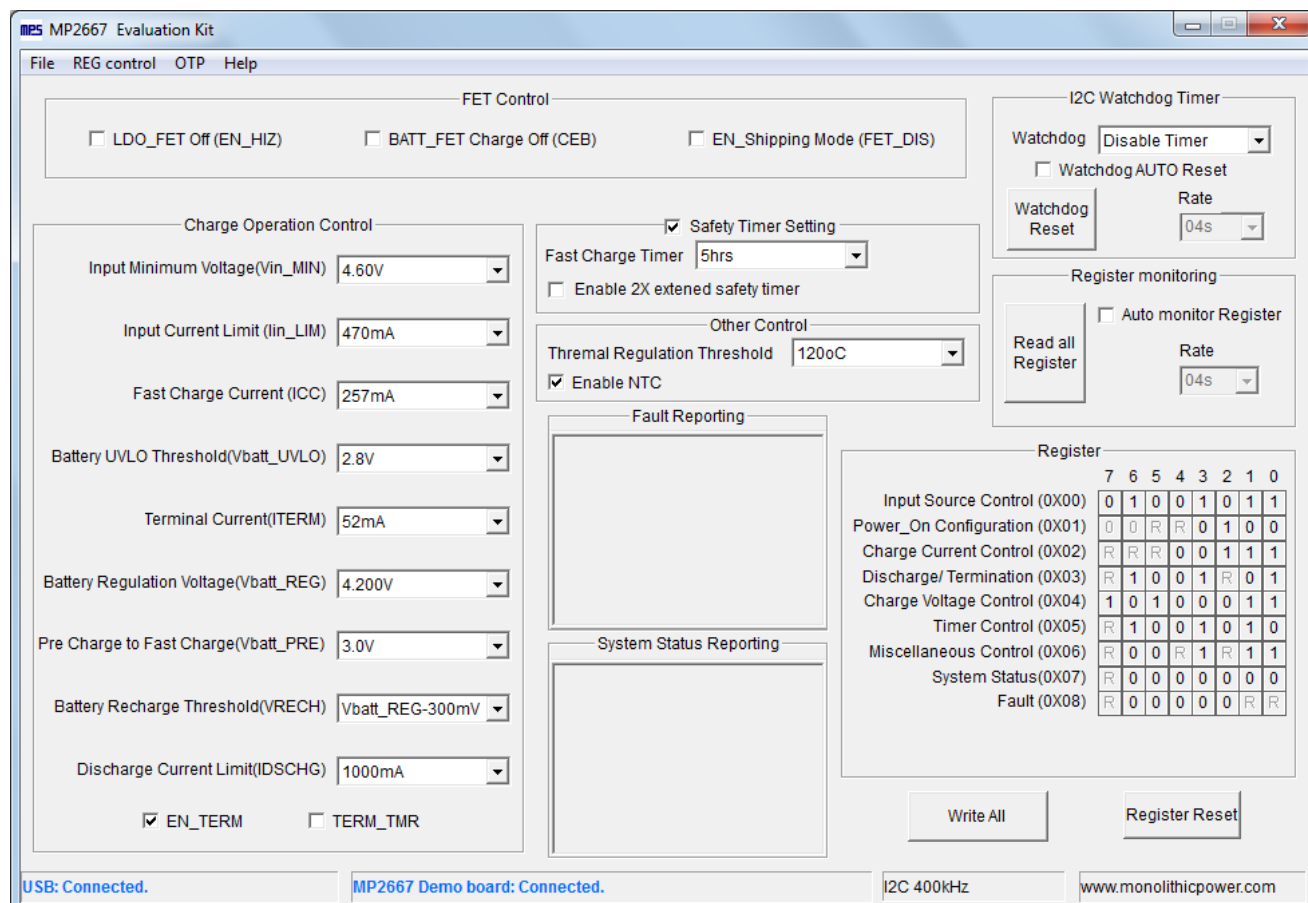 mps MP2667 Evaluation Kit
File REG control OTP Help
FET Control
LDO_FET Off (EN_HIZ) BATT_FET Charge Off (CEB) EN_Shipping Mode (FET_DIS)
I2C Watchdog Timer
Watchdog Disable Timer
Watchdog AUTO Reset
Watchdog Reset
Rate
04s
Charge Operation Control
Input Minimum Voltage(Vin_MIN) 4.60V
Input Current Limit (Iin_LIM) 470mA
Fast Charge Current (ICC) 257mA
Battery UVLO Threshold(Vbatt_UVLO) 2.8V
Terminal Current(ITERM) 52mA
Battery Regulation Voltage(Vbatt_REG) 4.200V
Pre Charge to Fast Charge(Vbatt_PRE) 3.0V
Battery Recharge Threshold(VRECH) Vbatt_REG-300mV
Discharge Current Limit(IDSCHG) 1000mA
EN_TERM TERM_TMR
Safety Timer Setting
Fast Charge Timer 5hrs
Enable 2X extened safety timer
Other Control
Thremal Regulation Threshold 120oC
Enable NTC
Fault Reporting
System Status Reporting
Register monitoring
Read all Register
Auto monitor Register
Rate
04s
Register
7 6 5 4 3 2 1 0
Input Source Control (0X00) 0 1 0 0 1 0 1 1
Power_On Configuration (0X01) 0 0 R R 0 1 0 0
Charge Current Control (0X02) R R R 0 0 1 1 1
Discharge/ Termination (0X03) R 1 0 0 1 R 0 1
Charge Voltage Control (0X04) 1 0 1 0 0 0 1 1
Timer Control (0X05) R 1 0 0 1 0 1 0
Miscellaneous Control (0X06) R 0 0 R 1 R 1 1
System Status(0X07) R 0 0 0 0 0 0 0
Fault (0X08) R 0 0 0 0 0 R R
Write All Register Reset
USB: Connected. MP2667 Demo board: Connected. I2C 400kHz www.monolithicpower.com